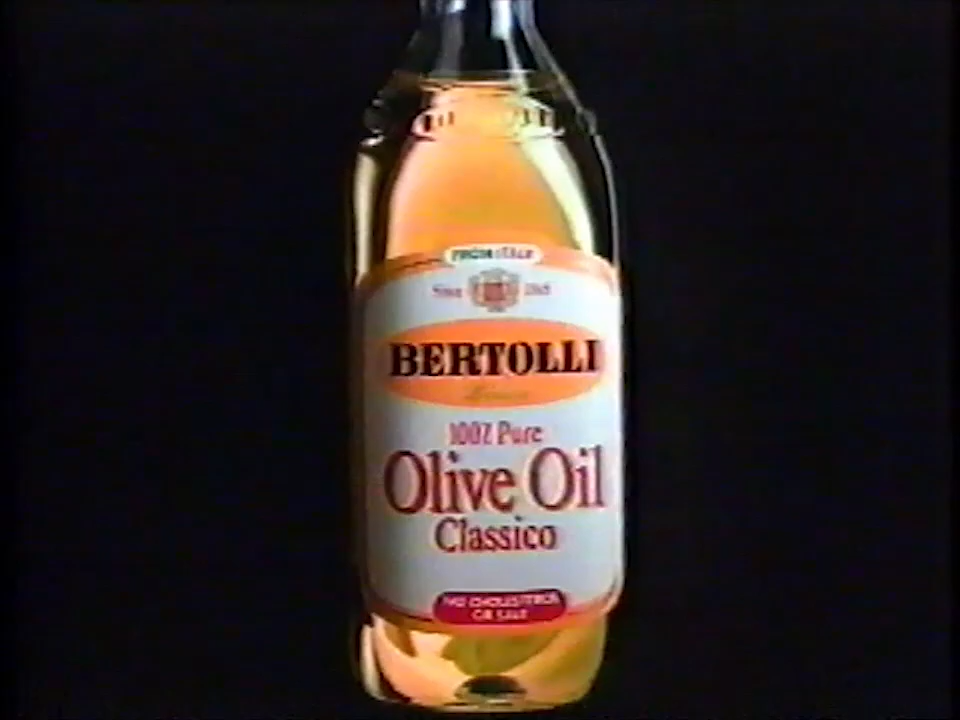 FROM ITALY
Since 1865
BERTOLLI
100% Pure
Olive Oil
Classico
NO CHOLESTEROL
OR SALT